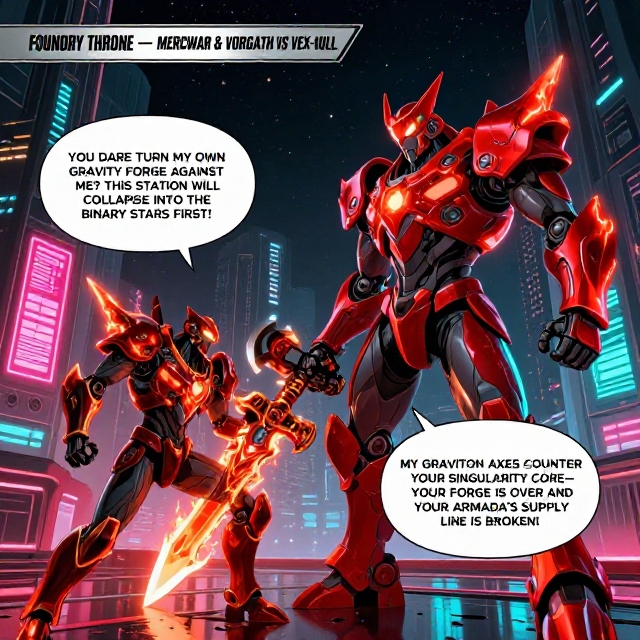 FOUNDRY THRONE — MERCWAR & VORGATH VS VEX-NULL
YOU DARE TURN MY OWN
GRAVITY FORGE AGAINST
ME? THIS STATION WILL
COLLAPSE INTO THE
BINARY STARS FIRST!
MY GRAVITON AXES COUNTER
YOUR SINGULARITY CORE—
YOUR FORGE IS OVER AND
YOUR ARMADA'S SUPPLY
LINE IS BROKEN!